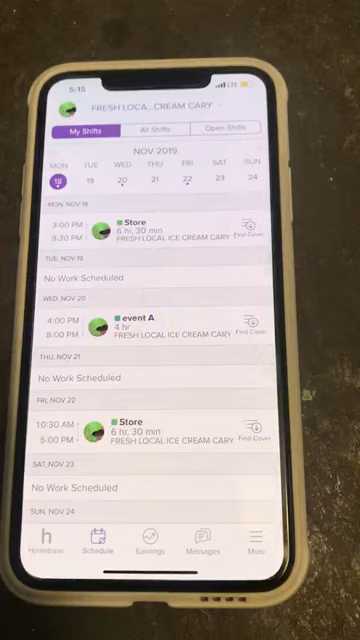 5:15 LTE
FRESH LOCA...CREAM CARY
My Shifts All Shifts Open Shifts
NOV 2019
MON TUE WED THU FRI SAT SUN
18 19 20 21 22 23 24
MON, NOV 18
3:00 PM Store
9:30 PM 6 hr, 30 min
FRESH LOCAL ICE CREAM CARY Find Cover
TUE, NOV 19
No Work Scheduled
WED, NOV 20
4:00 PM event A
8:00 PM 4 hr
FRESH LOCAL ICE CREAM CARY Find Cover
THU, NOV 21
No Work Scheduled
FRI, NOV 22
10:30 AM Store
5:00 PM 6 hr, 30 min
FRESH LOCAL ICE CREAM CARY Find Cover
SAT, NOV 23
No Work Scheduled
SUN, NOV 24
h
Homebase Schedule Earnings Messages More